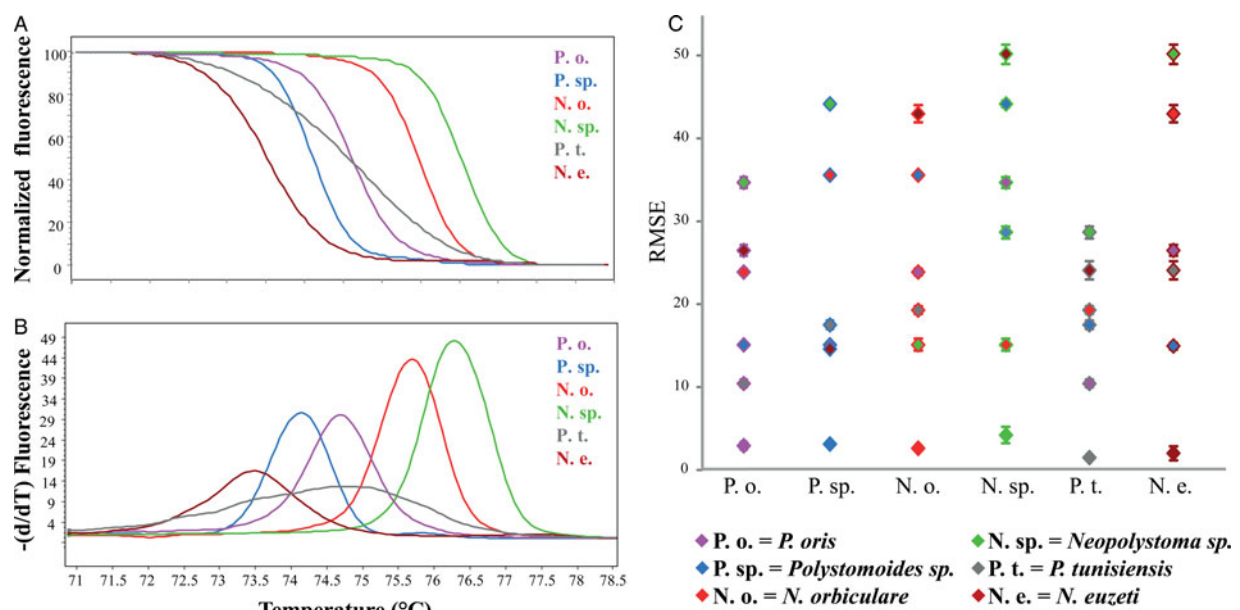 A
Normalized fluorescence
100
80
60
40
20
0
P. o.
P. sp.
N. o.
N. sp.
P. t.
N. e.
B
-(d/dT) Fluorescence
49
44
39
34
29
24
19
14
9
4
P. o.
P. sp.
N. o.
N. sp.
P. t.
N. e.
71 71.5 72 72.5 73 73.5 74 74.5 75 75.5 76 76.5 77 77.5 78 78.5
Temperature (°C)
C
RMSE
50
40
30
20
10
0
P. o. P. sp. N. o. N. sp. P. t. N. e.
P. o. = P. oris
N. sp. = Neopolystoma sp.
P. sp. = Polystomoides sp.
P. t. = P. tunisiensis
N. o. = N. orbiculare
N. e. = N. euzeti